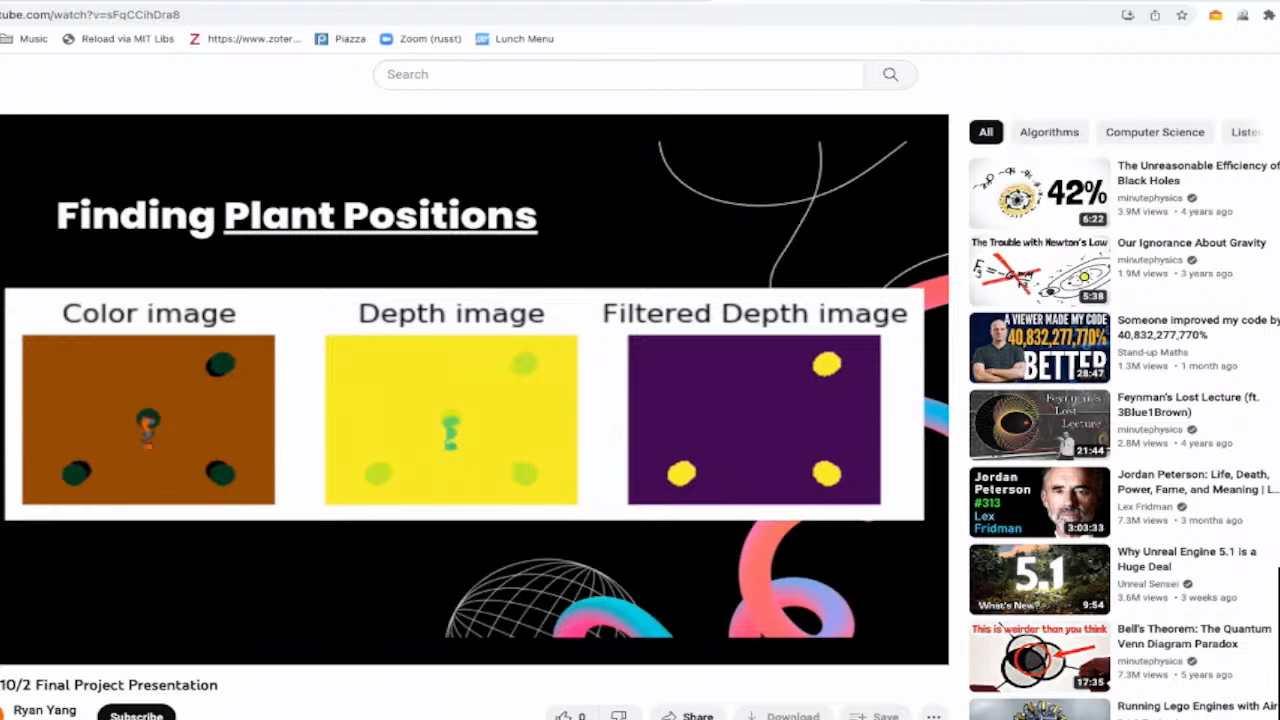 tube.com/watch?v=sFqCCihDra8
Music
Reload via MIT Libs
https://www.zoter...
Piazza
Zoom (russt)
Lunch Menu
Search
Finding Plant Positions
Color image
Depth image
Filtered Depth image
10/2 Final Project Presentation
Ryan Yang
Subscribe
0
Share
Download
Save
All
Algorithms
Computer Science
Liste
42%
6:22
The Unreasonable Efficiency of
Black Holes
minutephysics
3.9M views • 4 years ago
The Trouble with Newton's Law
5:38
Our Ignorance About Gravity
minutephysics
1.9M views • 3 years ago
A VIEWER MADE MY CODE
40,832,277,770%
BETTER
28:47
Someone improved my code by
40,832,277,770%
Stand-up Maths
1.3M views • 1 month ago
Feynman's
Lost
Lecture
21:44
Feynman's Lost Lecture (ft.
3Blue1Brown)
minutephysics
2.8M views • 4 years ago
Jordan
Peterson
#313
Lex
Fridman
3:03:33
Jordan Peterson: Life, Death,
Power, Fame, and Meaning | L...
Lex Fridman
7.3M views • 3 months ago
5.1
What's New?
9:54
Why Unreal Engine 5.1 is a
Huge Deal
Unreal Sensei
3.6M views • 3 weeks ago
This is weirder than you think
17:35
Bell's Theorem: The Quantum
Venn Diagram Paradox
minutephysics
7.3M views • 5 years ago
Running Lego Engines with Air